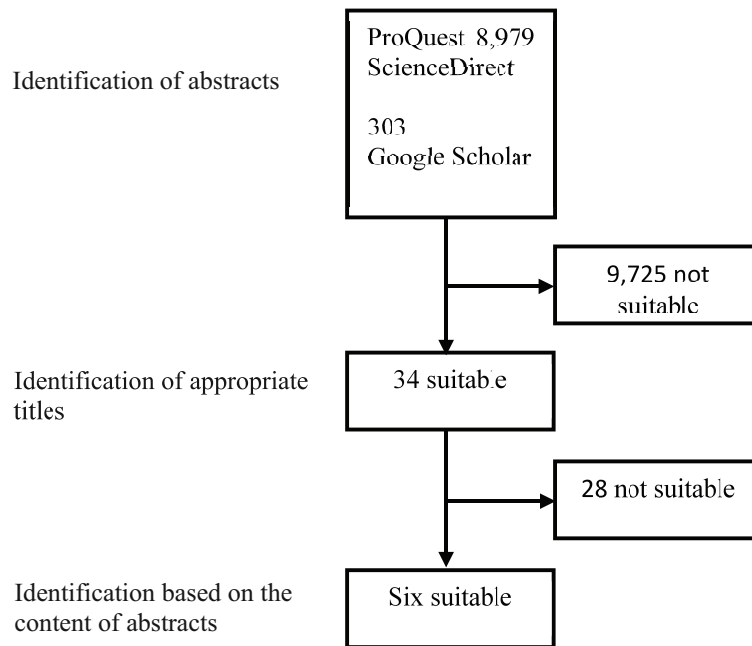 ProQuest 8,979
ScienceDirect
Identification of abstracts
303
Google Scholar
9,725 not
suitable
Identification of appropriate
titles
34 suitable
28 not suitable
Identification based on the
content of abstracts
Six suitable